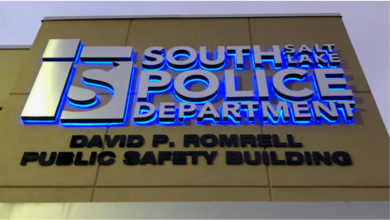 SOUTH SALT LAKE
POLICE
DEPARTMENT
DAVID P. ROMRELL
PUBLIC SAFETY BUILDING